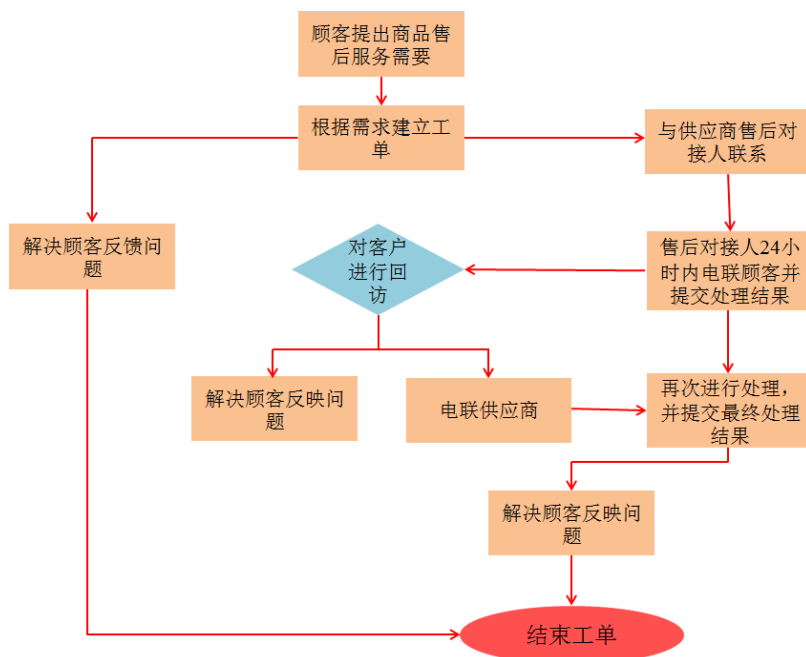 顾客提出商品售
后服务需要
根据需求建立工
单
与供应商售后对
接人联系
解决顾客反馈问
题
对客户
进行回
访
售后对接人24小
时内电联顾客并
提交处理结果
解决顾客反映问
题
电联供应商
再次进行处理，
并提交最终处理
结果
解决顾客反映问
题
结束工单